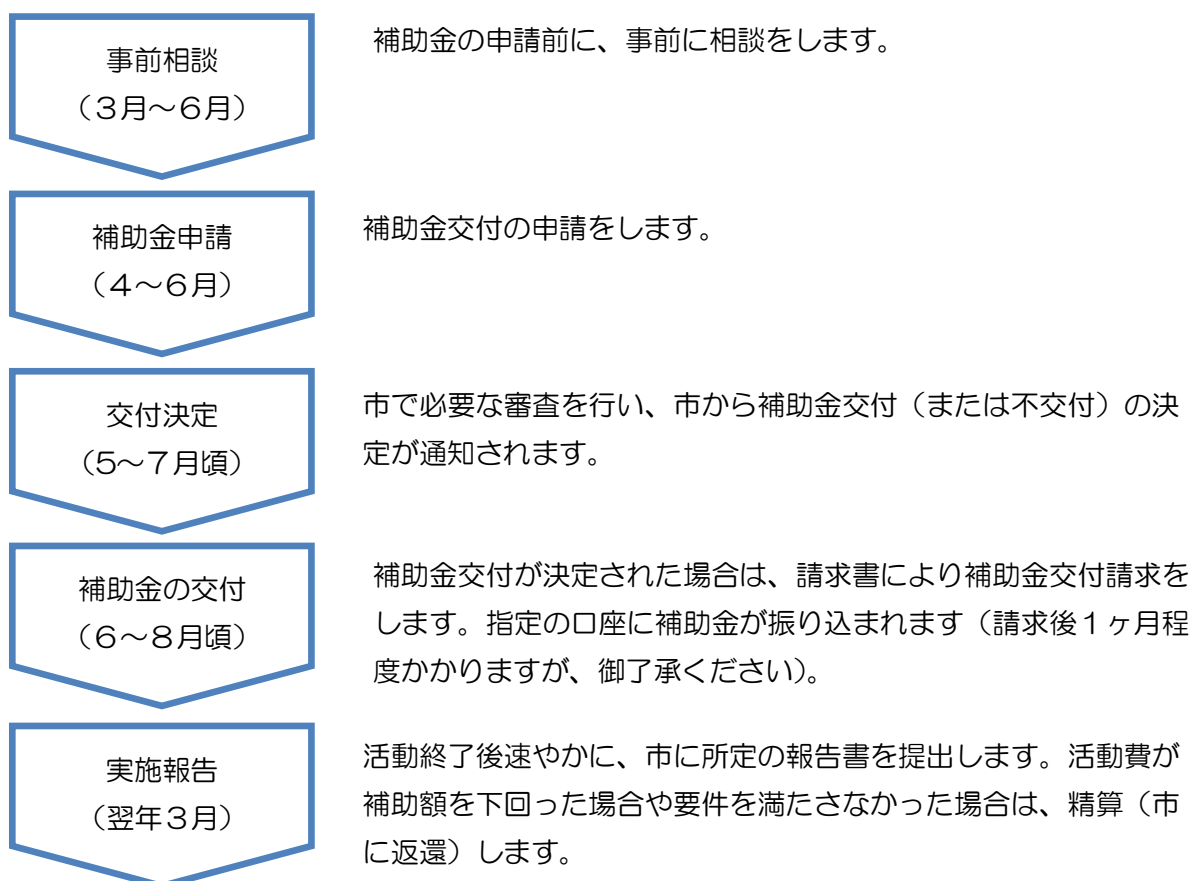 事前相談
（３月～６月）
補助金の申請前に、事前に相談をします。
補助金申請
（４～６月）
補助金交付の申請をします。
交付決定
（5～７月頃）
市で必要な審査を行い、市から補助金交付（または不交付）の決
定が通知されます。
補助金の交付
（６～８月頃）
補助金交付が決定された場合は、請求書により補助金交付請求を
します。指定の口座に補助金が振り込まれます（請求後１ヶ月程
度かかりますが、御了承ください）。
実施報告
（翌年３月）
活動終了後速やかに、市に所定の報告書を提出します。活動費が
補助額を下回った場合や要件を満たさなかった場合は、精算（市
に返還）します。